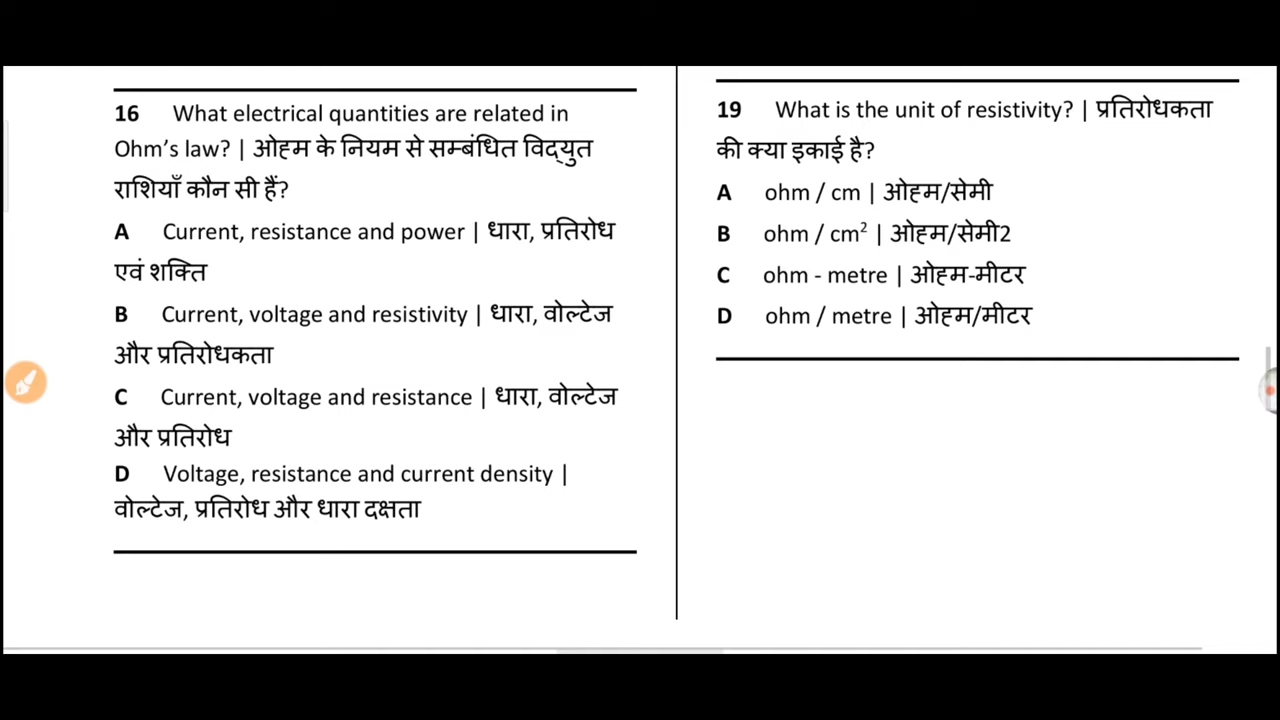 16 What electrical quantities are related in
Ohm's law? | ओह्म के नियम से सम्बंधित विद्युत
राशियाँ कौन सी हैं?
A Current, resistance and power | धारा, प्रतिरोध
एवं शक्ति
B Current, voltage and resistivity | धारा, वोल्टेज
और प्रतिरोधकता
C Current, voltage and resistance | धारा, वोल्टेज
और प्रतिरोध
D Voltage, resistance and current density |
वोल्टेज, प्रतिरोध और धारा दक्षता
19 What is the unit of resistivity? | प्रतिरोधकता
की क्या इकाई है?
A ohm / cm | ओह्म/सेमी
B ohm / cm² | ओह्म/सेमी2
C ohm - metre | ओह्म-मीटर
D ohm / metre | ओह्म/मीटर